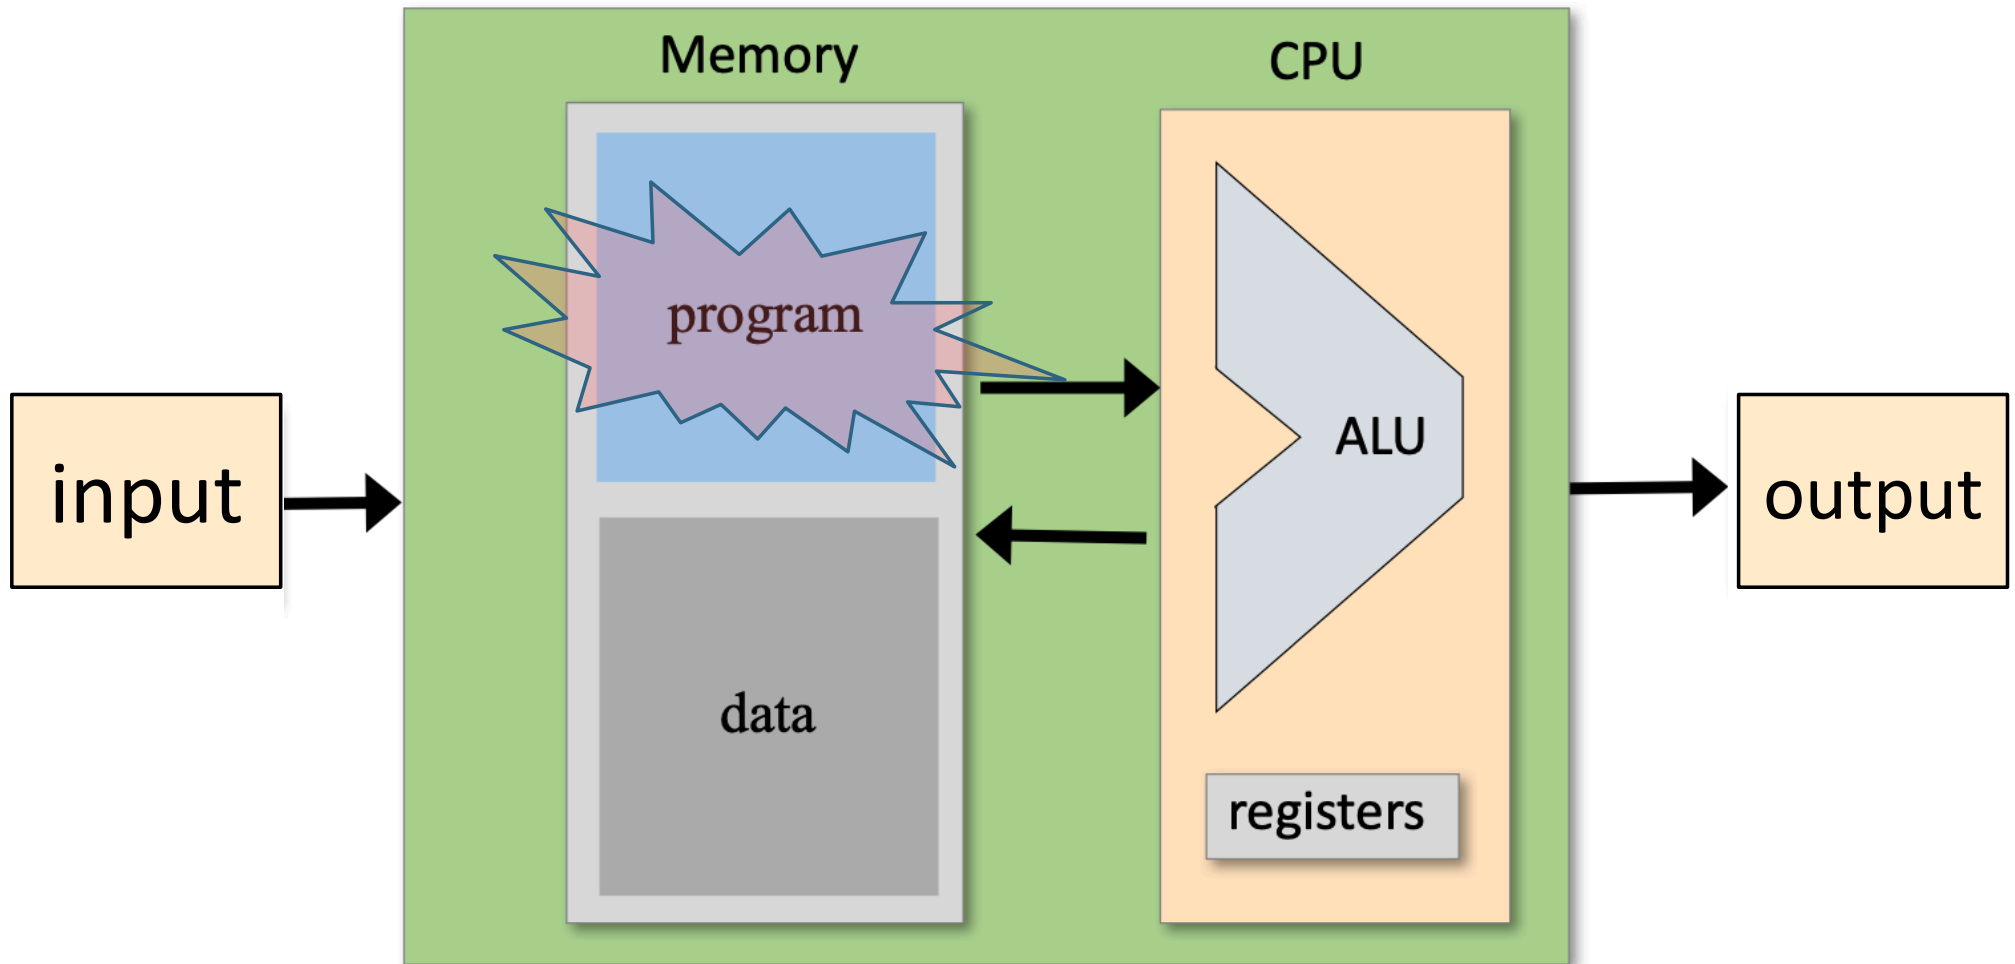 Memory
CPU
program
ALU
input
output
data
registers